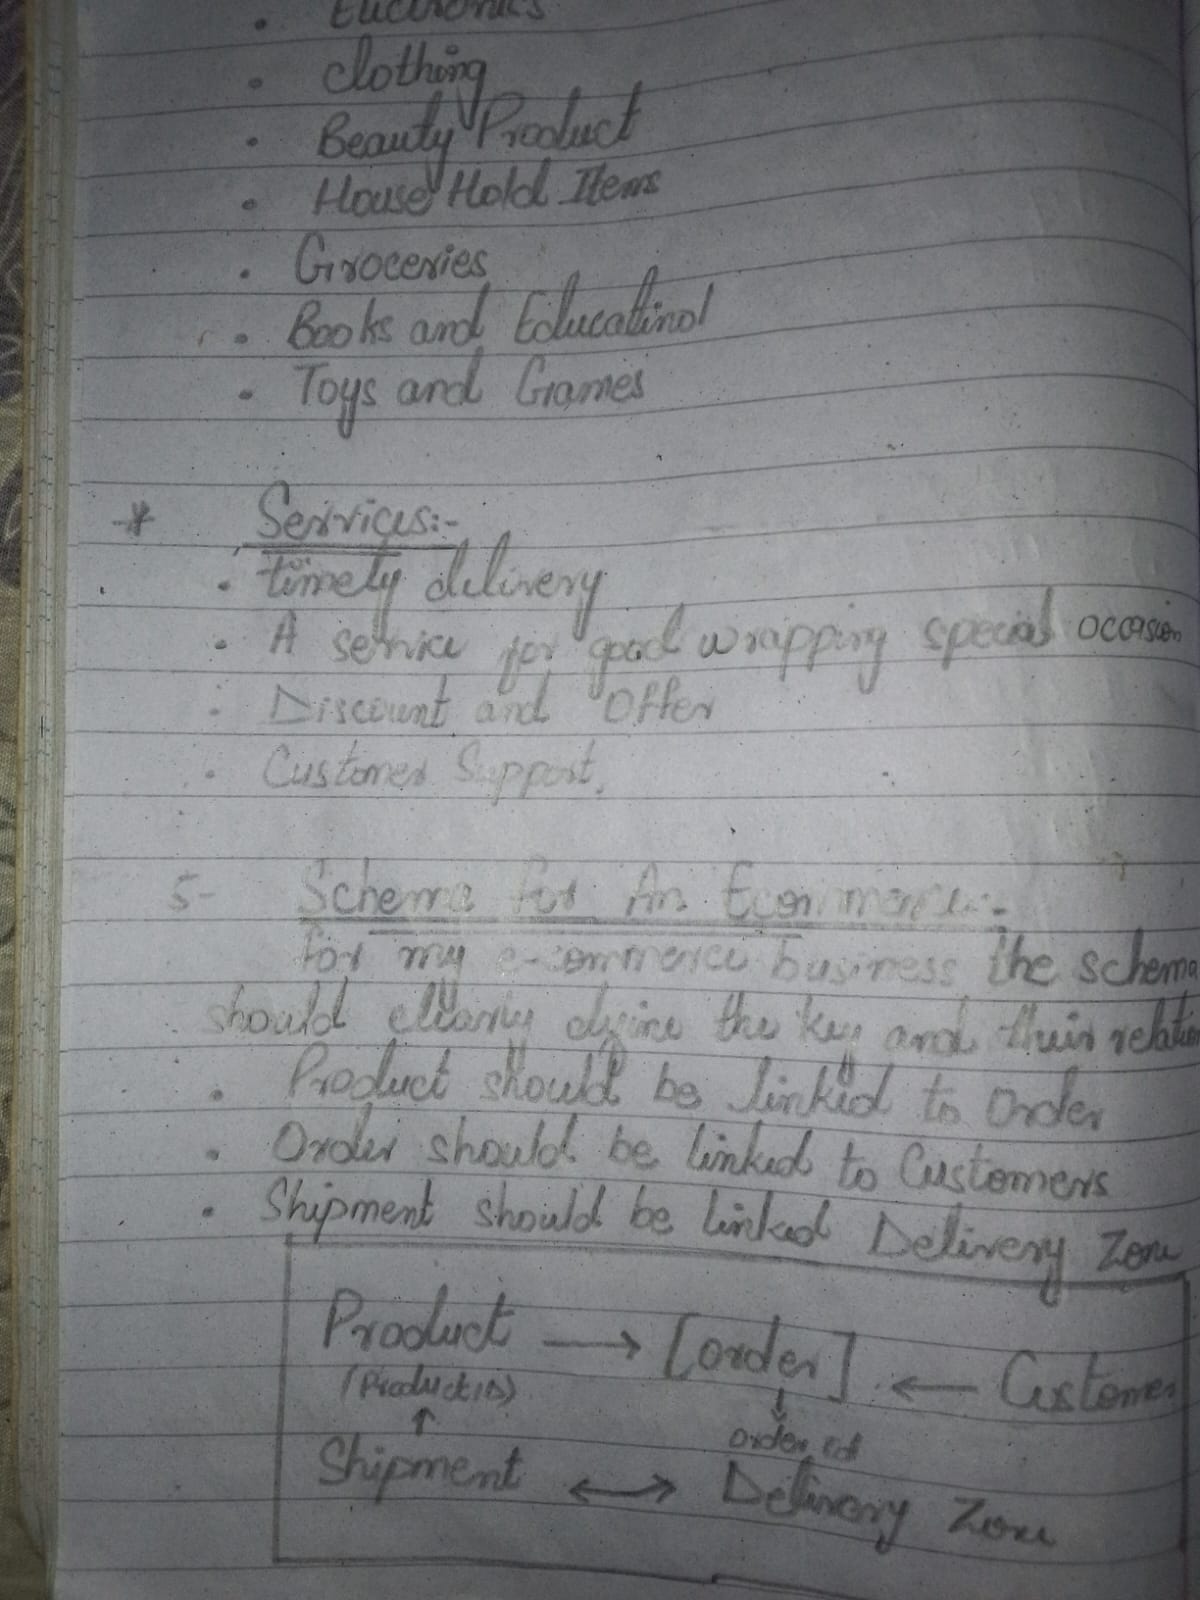 Electronics
• Clothing
• Beauty Product
• House Hold Items
• Groceries
• Books and Educatinol
• Toys and Games
* Services:-
• timely delivery
• A service for good wrapping special occasion
• Discount and Offer
• Customer Support.
5- Schema for An Ecommerce:-
for my e-commerce business the schema
should clearly define the key and their relation
• Product should be linked to Order
• Order should be linked to Customers
• Shipment should be linked Delivery Zone
Product → [order] ← Customer
(Product ID) ↓
↑ order id
Shipment ↔ Delivery Zone